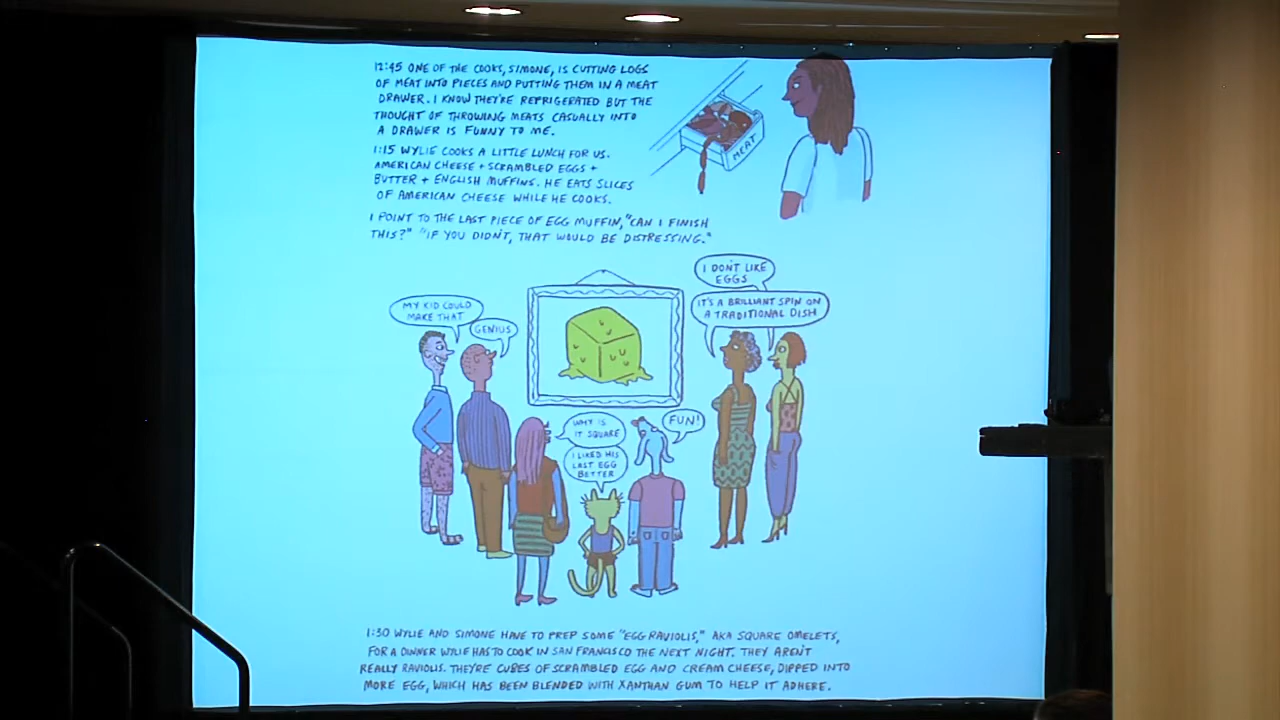 12:45 ONE OF THE COOKS, SIMONE, IS CUTTING LOGS
OF MEAT INTO PIECES AND PUTTING THEM IN A MEAT
DRAWER. I KNOW THEY'RE REFRIGERATED BUT THE
THOUGHT OF THROWING MEATS CASUALLY INTO
A DRAWER IS FUNNY TO ME.
MEAT
1:15 WYLIE COOKS A LITTLE LUNCH FOR US.
AMERICAN CHEESE + SCRAMBLED EGGS +
BUTTER + ENGLISH MUFFINS. HE EATS SLICES
OF AMERICAN CHEESE WHILE HE COOKS.
I POINT TO THE LAST PIECE OF EGG MUFFIN, "CAN I FINISH
THIS?" "IF YOU DIDN'T, THAT WOULD BE DISTRESSING."
MY KID COULD
MAKE THAT
GENIUS
I DON'T LIKE
EGGS
IT'S A BRILLIANT SPIN ON
A TRADITIONAL DISH
WHY IS
IT SQUARE
I LIKED HIS
LAST EGG
BETTER
FUN!
1:30 WYLIE AND SIMONE HAVE TO PREP SOME "EGG RAVIOLIS," AKA SQUARE OMELETS,
FOR A DINNER WYLIE HAS TO COOK IN SAN FRANCISCO THE NEXT NIGHT. THEY AREN'T
REALLY RAVIOLIS. THEY'RE CUBES OF SCRAMBLED EGG AND CREAM CHEESE, DIPPED INTO
MORE EGG, WHICH HAS BEEN BLENDED WITH XANTHAN GUM TO HELP IT ADHERE.